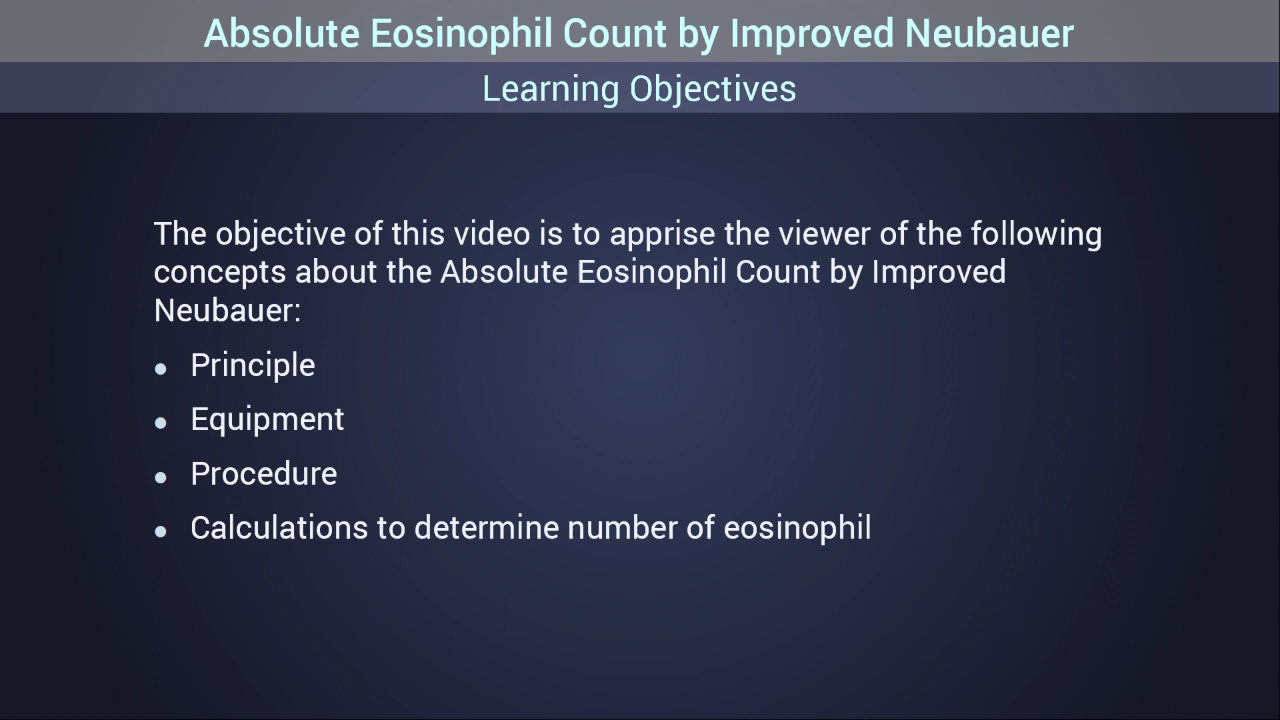 Absolute Eosinophil Count by Improved Neubauer
Learning Objectives
The objective of this video is to apprise the viewer of the following
concepts about the Absolute Eosinophil Count by Improved
Neubauer:
● Principle
● Equipment
● Procedure
● Calculations to determine number of eosinophil